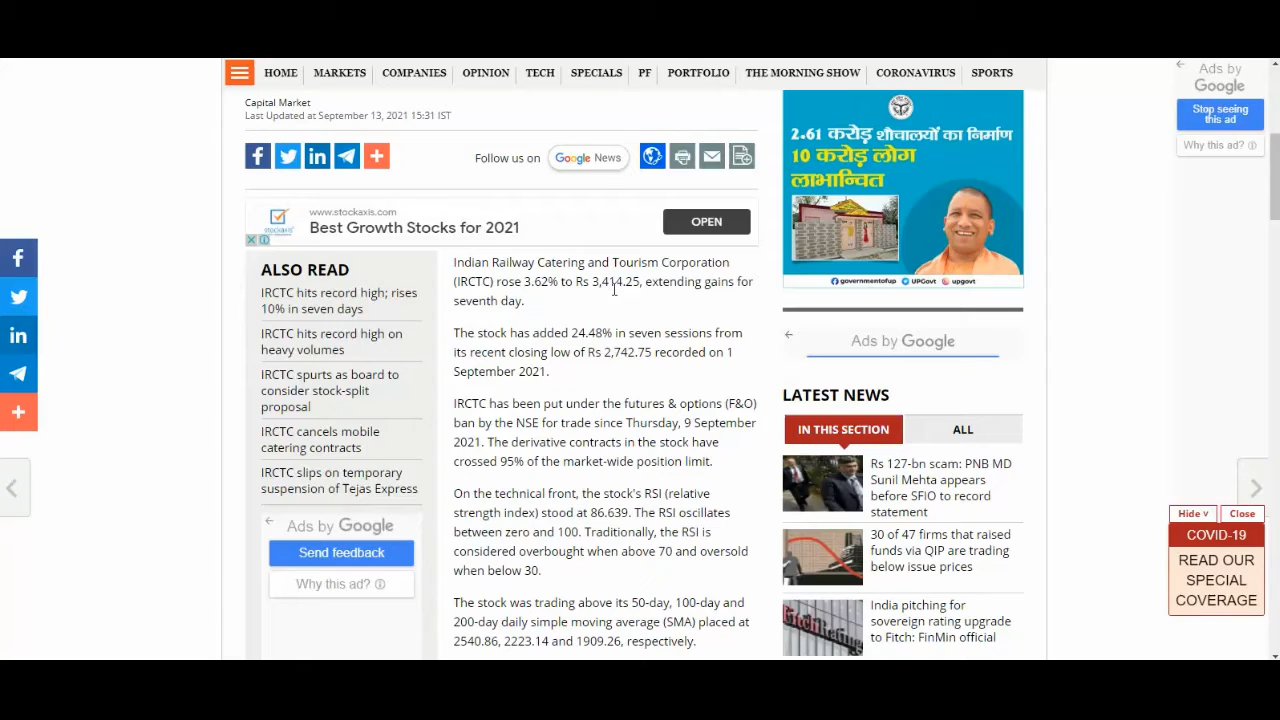 HOME MARKETS COMPANIES OPINION TECH SPECIALS PF PORTFOLIO THE MORNING SHOW CORONAVIRUS SPORTS
Capital Market
Last Updated at September 13, 2021 15:31 IST
Follow us on
Google News
www.stockaxis.com
Best Growth Stocks for 2021
OPEN
ALSO READ
IRCTC hits record high; rises
10% in seven days
IRCTC hits record high on
heavy volumes
IRCTC spurts as board to
consider stock-split
proposal
IRCTC cancels mobile
catering contracts
IRCTC slips on temporary
suspension of Tejas Express
Ads by Google
Send feedback
Why this ad?
Indian Railway Catering and Tourism Corporation
(IRCTC) rose 3.62% to Rs 3,414.25, extending gains for
seventh day.
The stock has added 24.48% in seven sessions from
its recent closing low of Rs 2,742.75 recorded on 1
September 2021.
IRCTC has been put under the futures & options (F&O)
ban by the NSE for trade since Thursday, 9 September
2021. The derivative contracts in the stock have
crossed 95% of the market-wide position limit.
On the technical front, the stock's RSI (relative
strength index) stood at 86.639. The RSI oscillates
between zero and 100. Traditionally, the RSI is
considered overbought when above 70 and oversold
when below 30.
The stock was trading above its 50-day, 100-day and
200-day daily simple moving average (SMA) placed at
2540.86, 2223.14 and 1909.26, respectively.
2.61 करोड़ शौचालयों का निर्माण
10 करोड़ लोग
लाभान्वित
governmentofup UPGovt upgovt
Ads by Google
LATEST NEWS
IN THIS SECTION ALL
Rs 127-bn scam: PNB MD
Sunil Mehta appears
before SFIO to record
statement
30 of 47 firms that raised
funds via QIP are trading
below issue prices
India pitching for
sovereign rating upgrade
to Fitch: FinMin official
Ads by
Google
Stop seeing
this ad
Why this ad?
Hide v Close
COVID-19
READ OUR
SPECIAL
COVERAGE